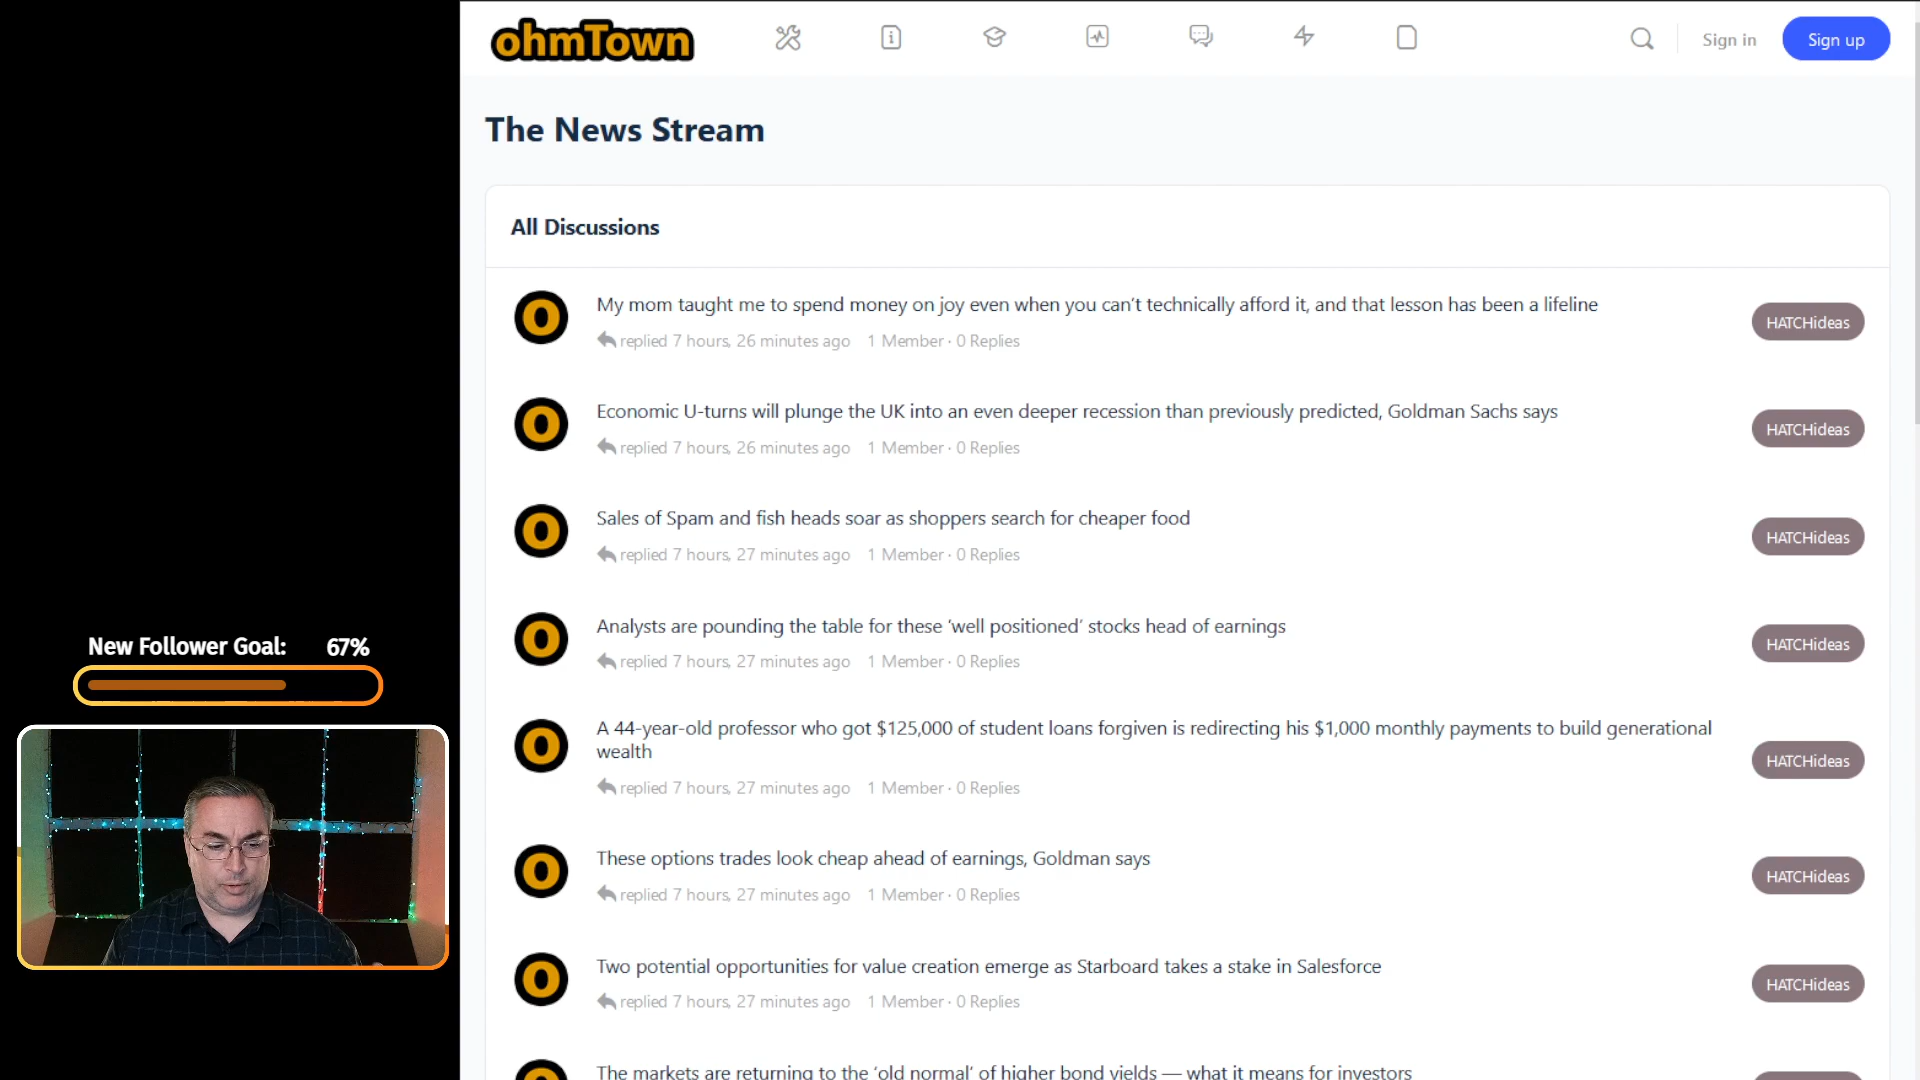 ohmTown
Sign in
Sign up
The News Stream
All Discussions
My mom taught me to spend money on joy even when you can't technically afford it, and that lesson has been a lifeline
replied 7 hours, 26 minutes ago 1 Member · 0 Replies
HATCHideas
Economic U-turns will plunge the UK into an even deeper recession than previously predicted, Goldman Sachs says
replied 7 hours, 26 minutes ago 1 Member · 0 Replies
HATCHideas
Sales of Spam and fish heads soar as shoppers search for cheaper food
replied 7 hours, 27 minutes ago 1 Member · 0 Replies
HATCHideas
Analysts are pounding the table for these 'well positioned' stocks head of earnings
replied 7 hours, 27 minutes ago 1 Member · 0 Replies
HATCHideas
A 44-year-old professor who got $125,000 of student loans forgiven is redirecting his $1,000 monthly payments to build generational
wealth
replied 7 hours, 27 minutes ago 1 Member · 0 Replies
HATCHideas
These options trades look cheap ahead of earnings, Goldman says
replied 7 hours, 27 minutes ago 1 Member · 0 Replies
HATCHideas
Two potential opportunities for value creation emerge as Starboard takes a stake in Salesforce
replied 7 hours, 27 minutes ago 1 Member · 0 Replies
HATCHideas
The markets are returning to the 'old normal' of higher bond yields — what it means for investors
New Follower Goal: 67%